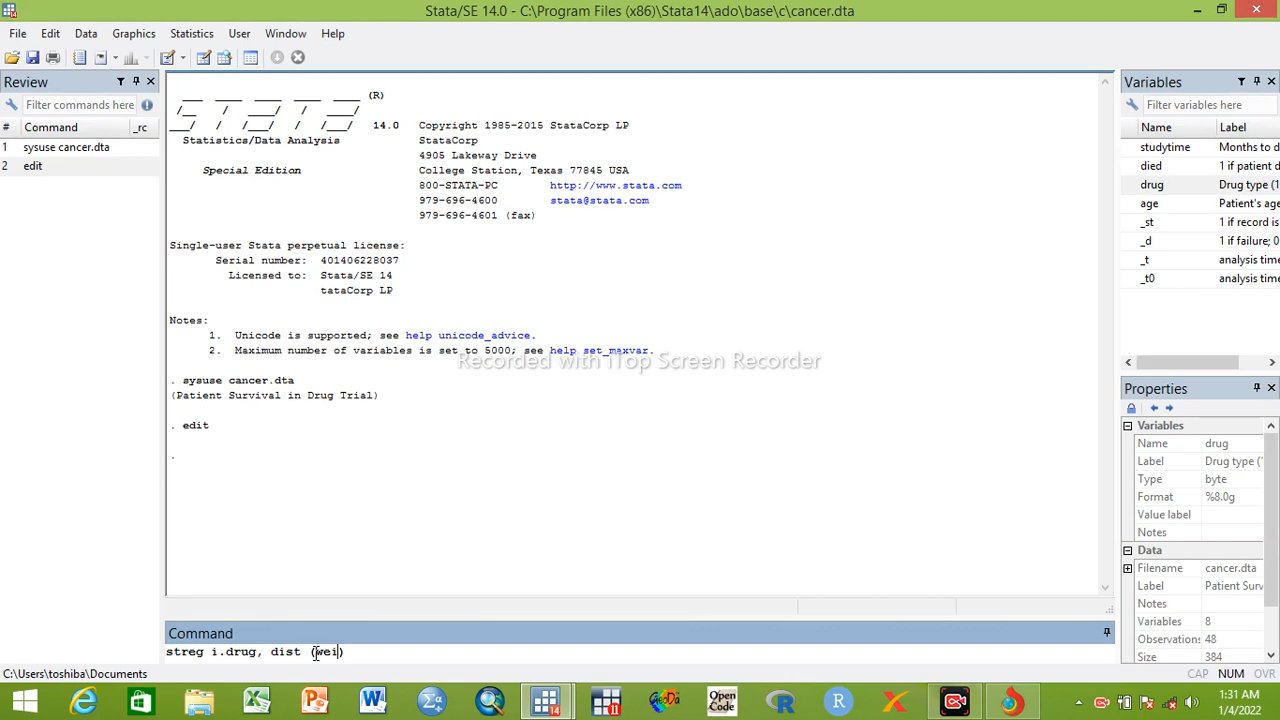 Stata/SE 14.0 - C:\Program Files (x86)\Stata14\ado\base\c\cancer.dta
File Edit Data Graphics Statistics User Window Help
Review
Filter commands here
# Command _rc
1 sysuse cancer.dta
2 edit
(R)
14.0 Copyright 1985-2015 StataCorp LP
Statistics/Data Analysis StataCorp
4905 Lakeway Drive
Special Edition College Station, Texas 77845 USA
800-STATA-PC http://www.stata.com
979-696-4600 stata@stata.com
979-696-4601 (fax)
Single-user Stata perpetual license:
Serial number: 401406228037
Licensed to: Stata/SE 14
tataCorp LP
Notes:
1. Unicode is supported; see help unicode_advice.
2. Maximum number of variables is set to 5000; see help set_maxvar.
Recorded with iTop Screen Recorder
. sysuse cancer.dta
(Patient Survival in Drug Trial)
. edit
.
Command
streg i.drug, dist (wei)
Variables
Filter variables here
Name Label
studytime Months to d
died 1 if patient d
drug Drug type (1
age Patient's age
_st 1 if record is
_d 1 if failure; 0
_t analysis time
_t0 analysis time
Properties
Variables
Name drug
Label Drug type (1
Type byte
Format %8.0g
Value label
Notes
Data
Filename cancer.dta
Label Patient Surv
Notes
Variables 8
Observations 48
Size 384
C:\Users\toshiba\Documents
CAP NUM OVR
1:31 AM
1/4/2022